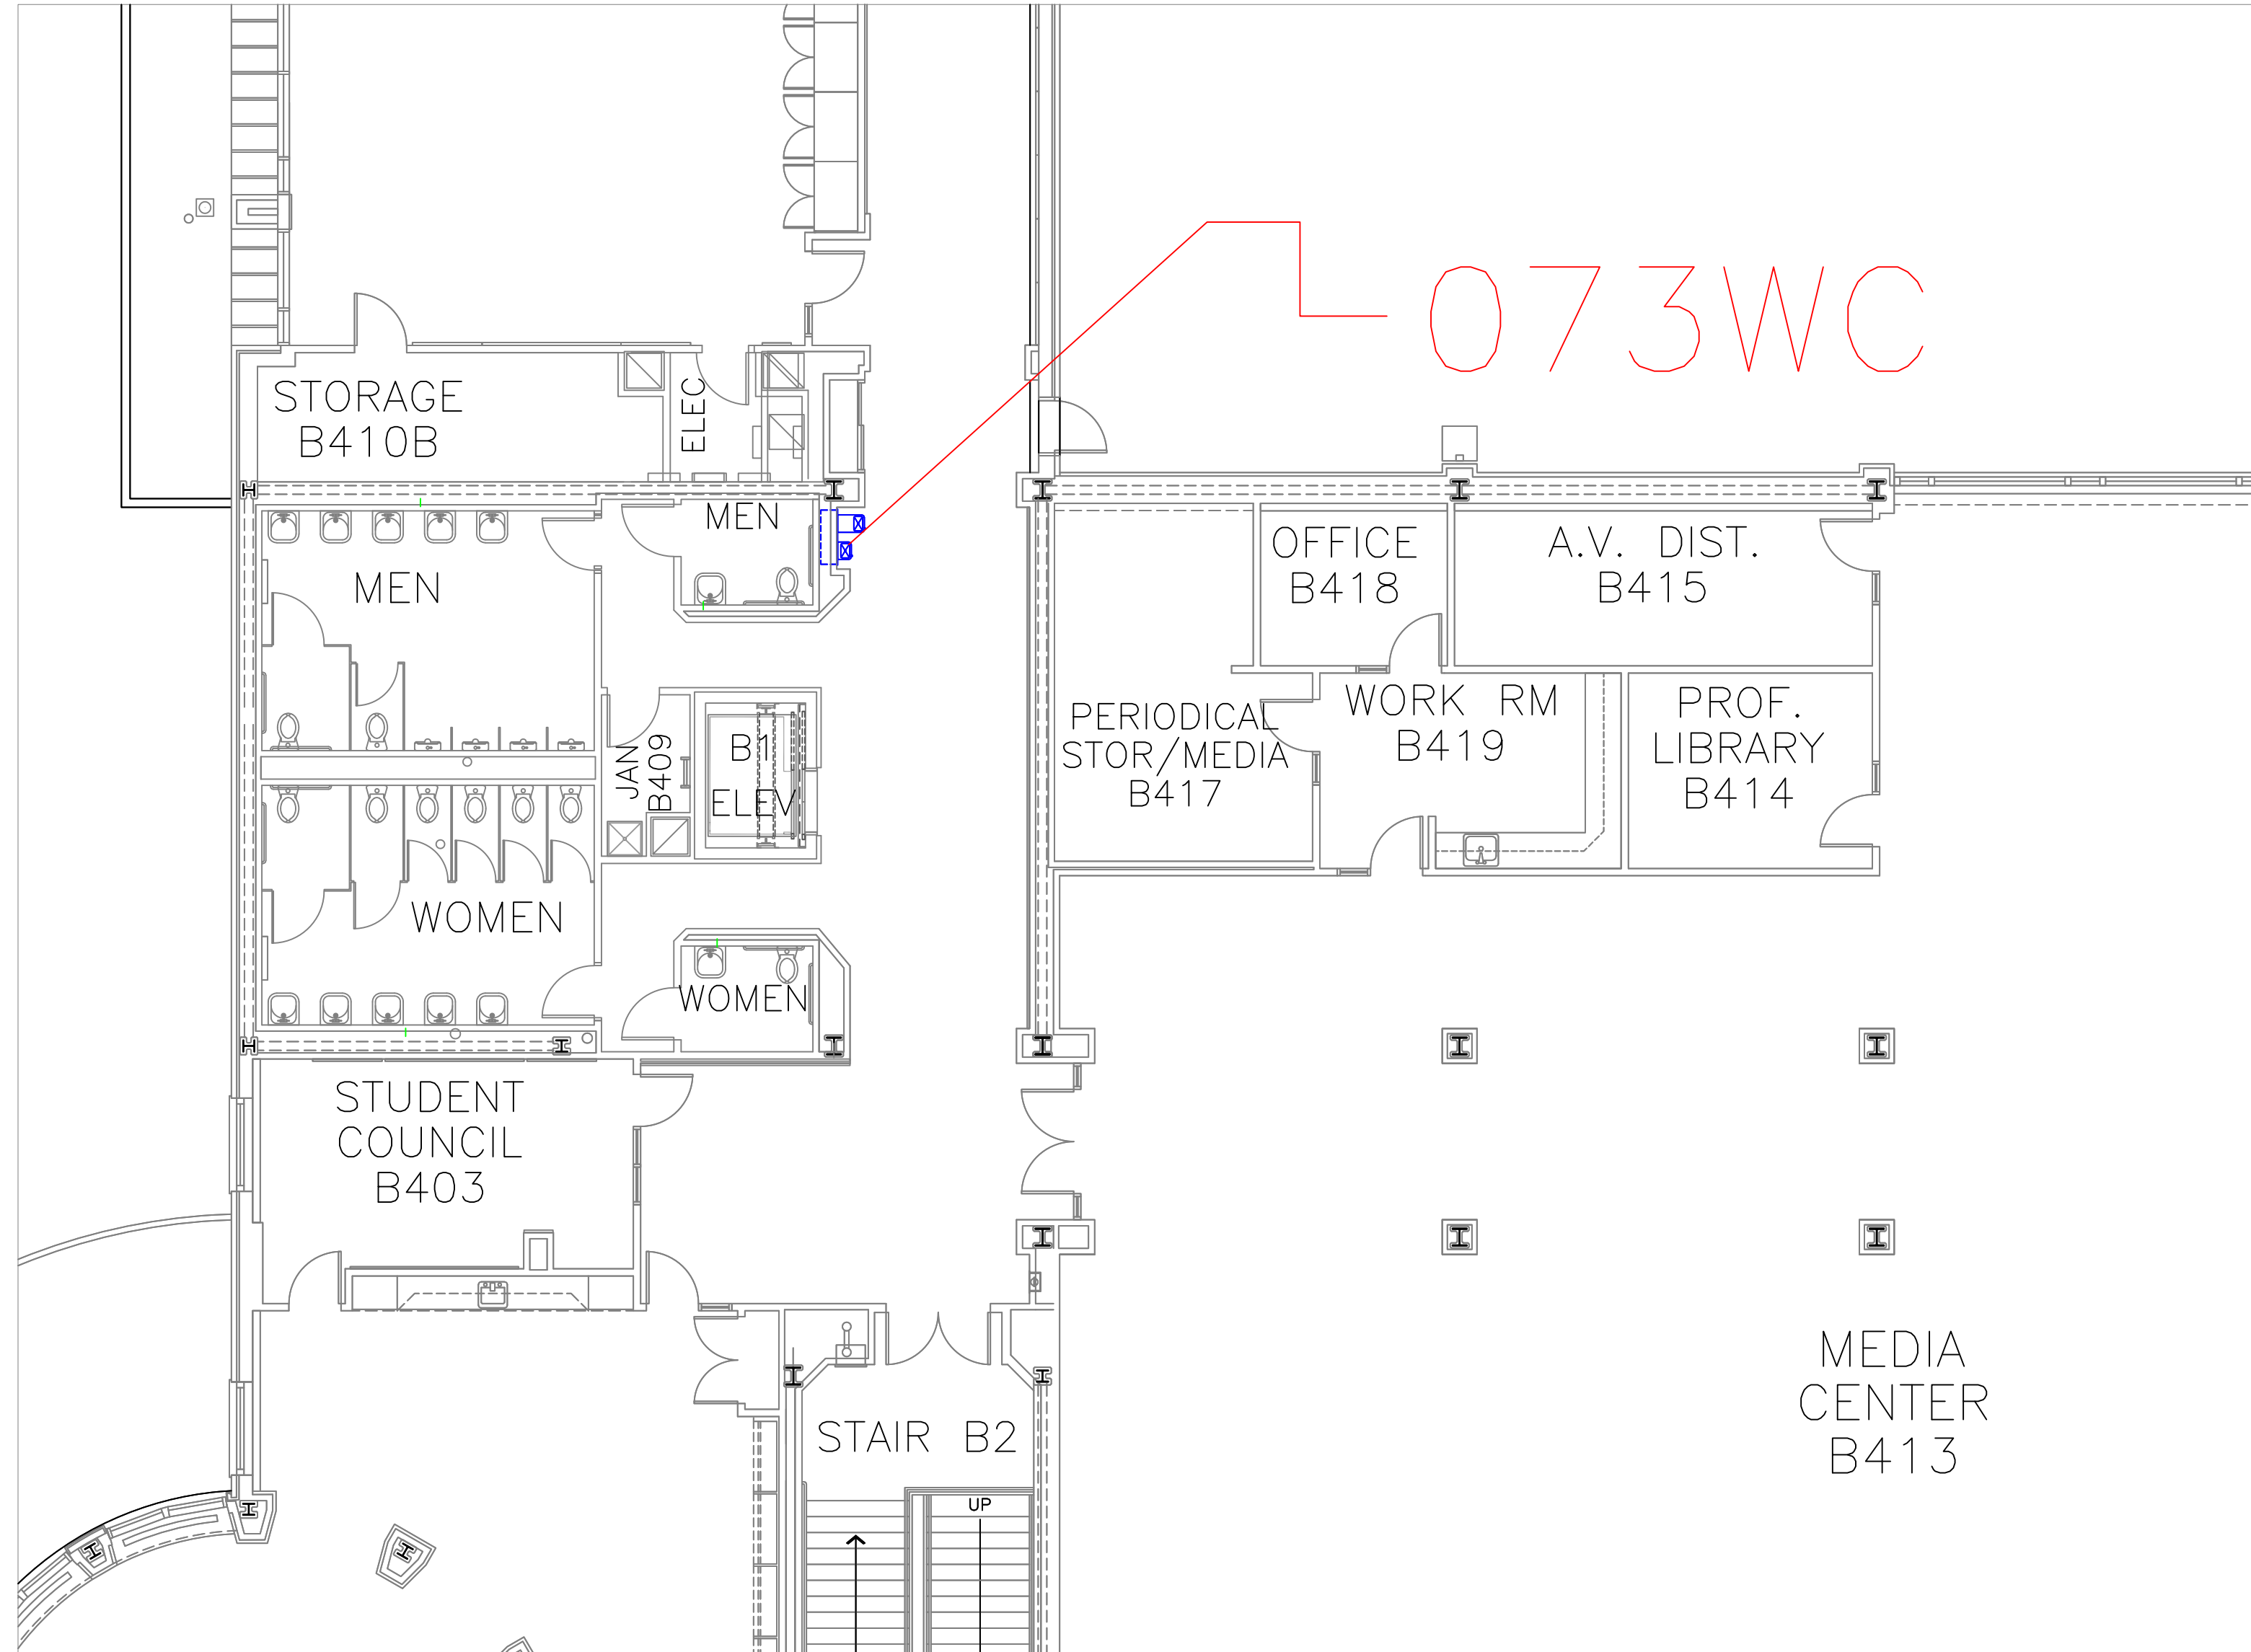 073WC
STORAGE
B410B
ELEC
MEN
MEN
OFFICE
B418
A.V. DIST.
B415
PERIODICAL
STOR/MEDIA
B417
WORK RM
B419
PROF.
LIBRARY
B414
JAN
B409
B1
ELEV
WOMEN
WOMEN
STUDENT
COUNCIL
B403
MEDIA
CENTER
B413
STAIR B2
UP